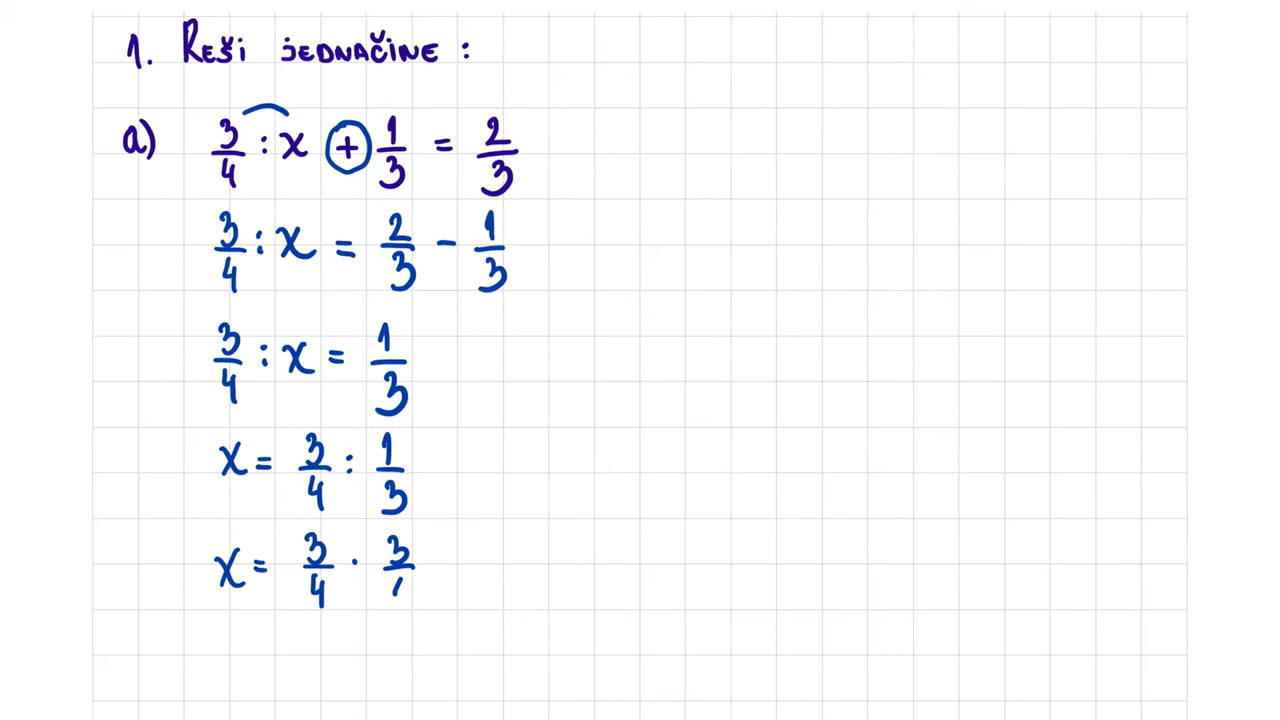 1. REŠI JEDNAČINE :
a) 3/4 : x + 1/3 = 2/3
3/4 : x = 2/3 - 1/3
3/4 : x = 1/3
x = 3/4 : 1/3
x = 3/4 · 3/